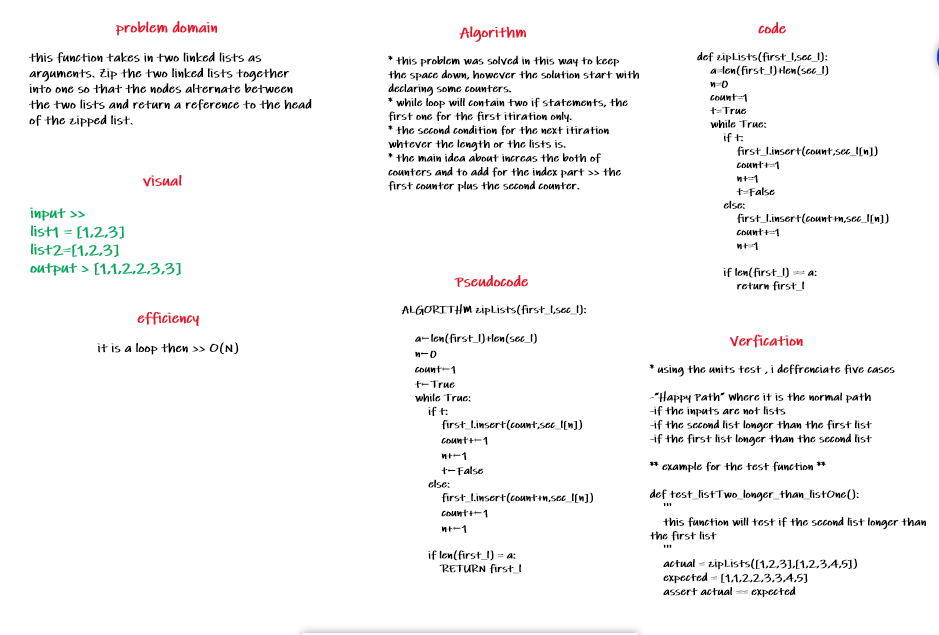 problem domain
this function takes in two linked lists as
arguments. Zip the two linked lists together
into one so that the nodes alternate between
the two lists and return a reference to the head
of the zipped list.
visual
input >>
list1 = [1,2,3]
list2=[1,2,3]
output > [1,1,2,2,3,3]
efficiency
it is a loop then >> O(N)
Algorithm
* this problem was solved in this way to keep
the space down, however the solution start with
declaring some counters.
* while loop will contain two if statements, the
first one for the first itiration only.
* the second condition for the next itiration
whtever the length or the lists is.
* the main idea about increas the both of
counters and to add for the index part >> the
first counter plus the second counter.
Pseudocode
ALGORITHM zipLists(first_l,sec_l):
a<-len(first_l)+len(sec_l)
n<-0
count<-1
t<-True
while True:
if t:
first_l.insert(count,sec_l[n])
count+<-1
n+<-1
t<-False
else:
first_l.insert(count+n,sec_l[n])
count+<-1
n+<-1
if len(first_l) = a:
RETURN first_l
code
def zipLists(first_l,sec_l):
a=len(first_l)+len(sec_l)
n=0
count=1
t=True
while True:
if t:
first_l.insert(count,sec_l[n])
count+=1
n+=1
t=False
else:
first_l.insert(count+n,sec_l[n])
count+=1
n+=1
if len(first_l) == a:
return first_l
Verfication
* using the units test , i deffrenciate five cases
-"Happy Path" Where it is the normal path
-if the inputs are not lists
-if the second list longer than the first list
-if the first list longer than the second list
** example for the test function **
def test_listTwo_longer_than_listOne():
'''
this function will test if the second list longer than
the first list
'''
actual = zipLists([1,2,3],[1,2,3,4,5])
expected = [1,1,2,2,3,3,4,5]
assert actual == expected